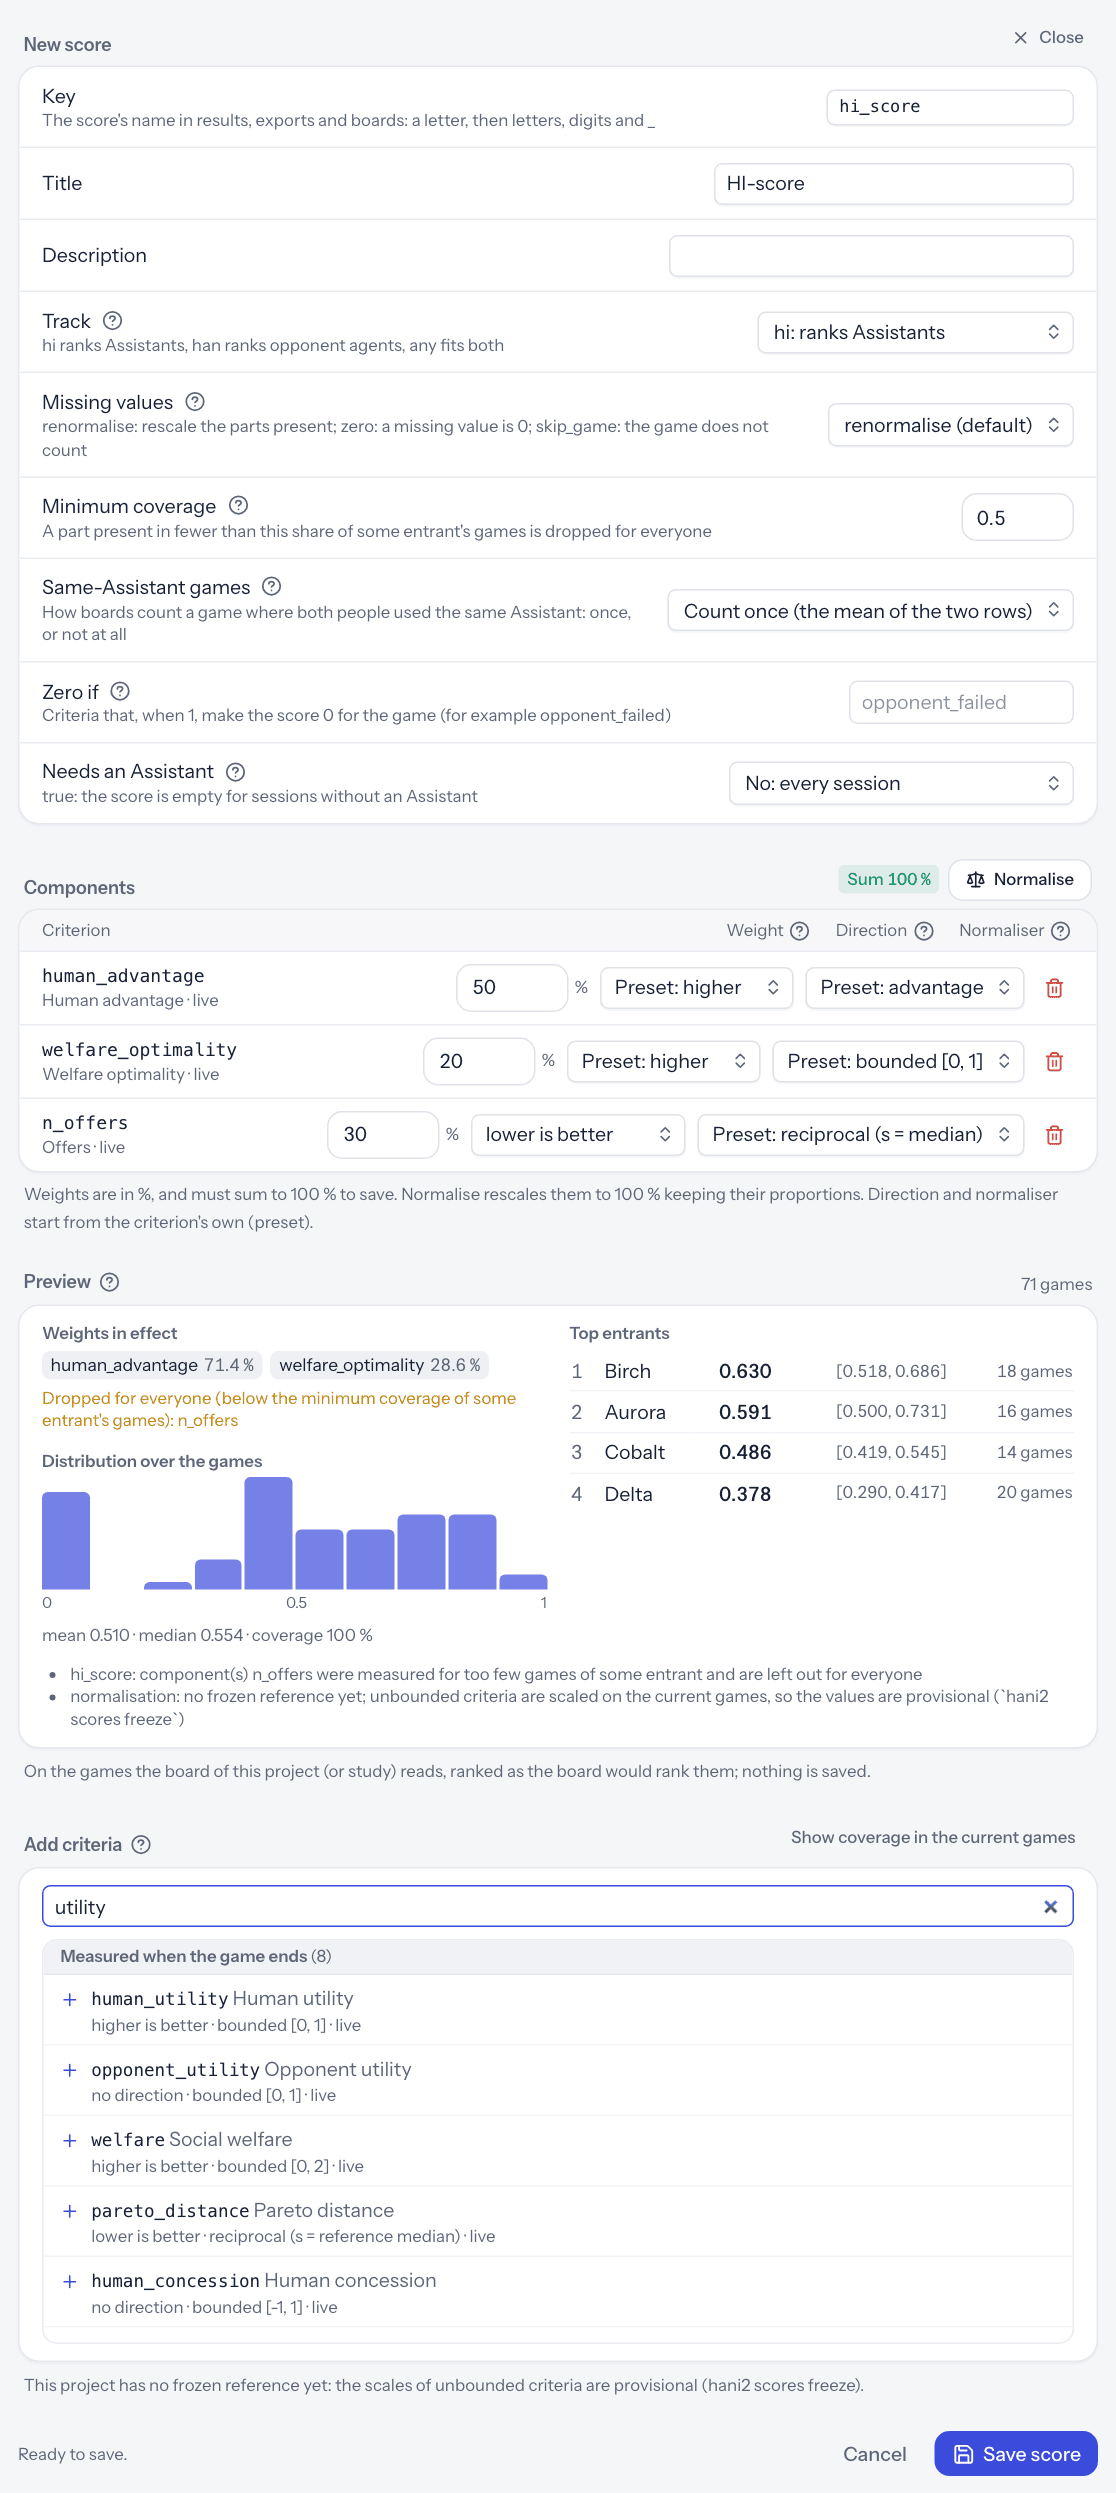 New score
Close
Key
The score's name in results, exports and boards: a letter, then letters, digits and _
hi_score
Title
HI-score
Description
Track
hi ranks Assistants, han ranks opponent agents, any fits both
hi: ranks Assistants
Missing values
renormalise: rescale the parts present; zero: a missing value is 0; skip_game: the game does not
count
renormalise (default)
Minimum coverage
A part present in fewer than this share of some entrant's games is dropped for everyone
0.5
Same-Assistant games
How boards count a game where both people used the same Assistant: once,
or not at all
Count once (the mean of the two rows)
Zero if
Criteria that, when 1, make the score 0 for the game (for example opponent_failed)
opponent_failed
Needs an Assistant
true: the score is empty for sessions without an Assistant
No: every session
Components
Sum 100 %
Normalise
Criterion Weight Direction Normaliser
human_advantage
Human advantage · live
50 % Preset: higher Preset: advantage
welfare_optimality
Welfare optimality · live
20 % Preset: higher Preset: bounded [0, 1]
n_offers
Offers · live
30 % lower is better Preset: reciprocal (s = median)
Weights are in %, and must sum to 100 % to save. Normalise rescales them to 100 % keeping their proportions. Direction and normaliser
start from the criterion's own (preset).
Preview
71 games
Weights in effect
human_advantage 71.4 % welfare_optimality 28.6 %
Dropped for everyone (below the minimum coverage of some
entrant's games): n_offers
Distribution over the games
0 0.5 1
mean 0.510 · median 0.554 · coverage 100 %
Top entrants
1 Birch 0.630 [0.518, 0.686] 18 games
2 Aurora 0.591 [0.500, 0.731] 16 games
3 Cobalt 0.486 [0.419, 0.545] 14 games
4 Delta 0.378 [0.290, 0.417] 20 games
• hi_score: component(s) n_offers were measured for too few games of some entrant and are left out for everyone
• normalisation: no frozen reference yet; unbounded criteria are scaled on the current games, so the values are provisional (`hani2
scores freeze`)
On the games the board of this project (or study) reads, ranked as the board would rank them; nothing is saved.
Add criteria
Show coverage in the current games
utility
Measured when the game ends (8)
+ human_utility Human utility
higher is better · bounded [0, 1] · live
+ opponent_utility Opponent utility
no direction · bounded [0, 1] · live
+ welfare Social welfare
higher is better · bounded [0, 2] · live
+ pareto_distance Pareto distance
lower is better · reciprocal (s = reference median) · live
+ human_concession Human concession
no direction · bounded [-1, 1] · live
This project has no frozen reference yet: the scales of unbounded criteria are provisional (hani2 scores freeze).
Ready to save.
Cancel
Save score